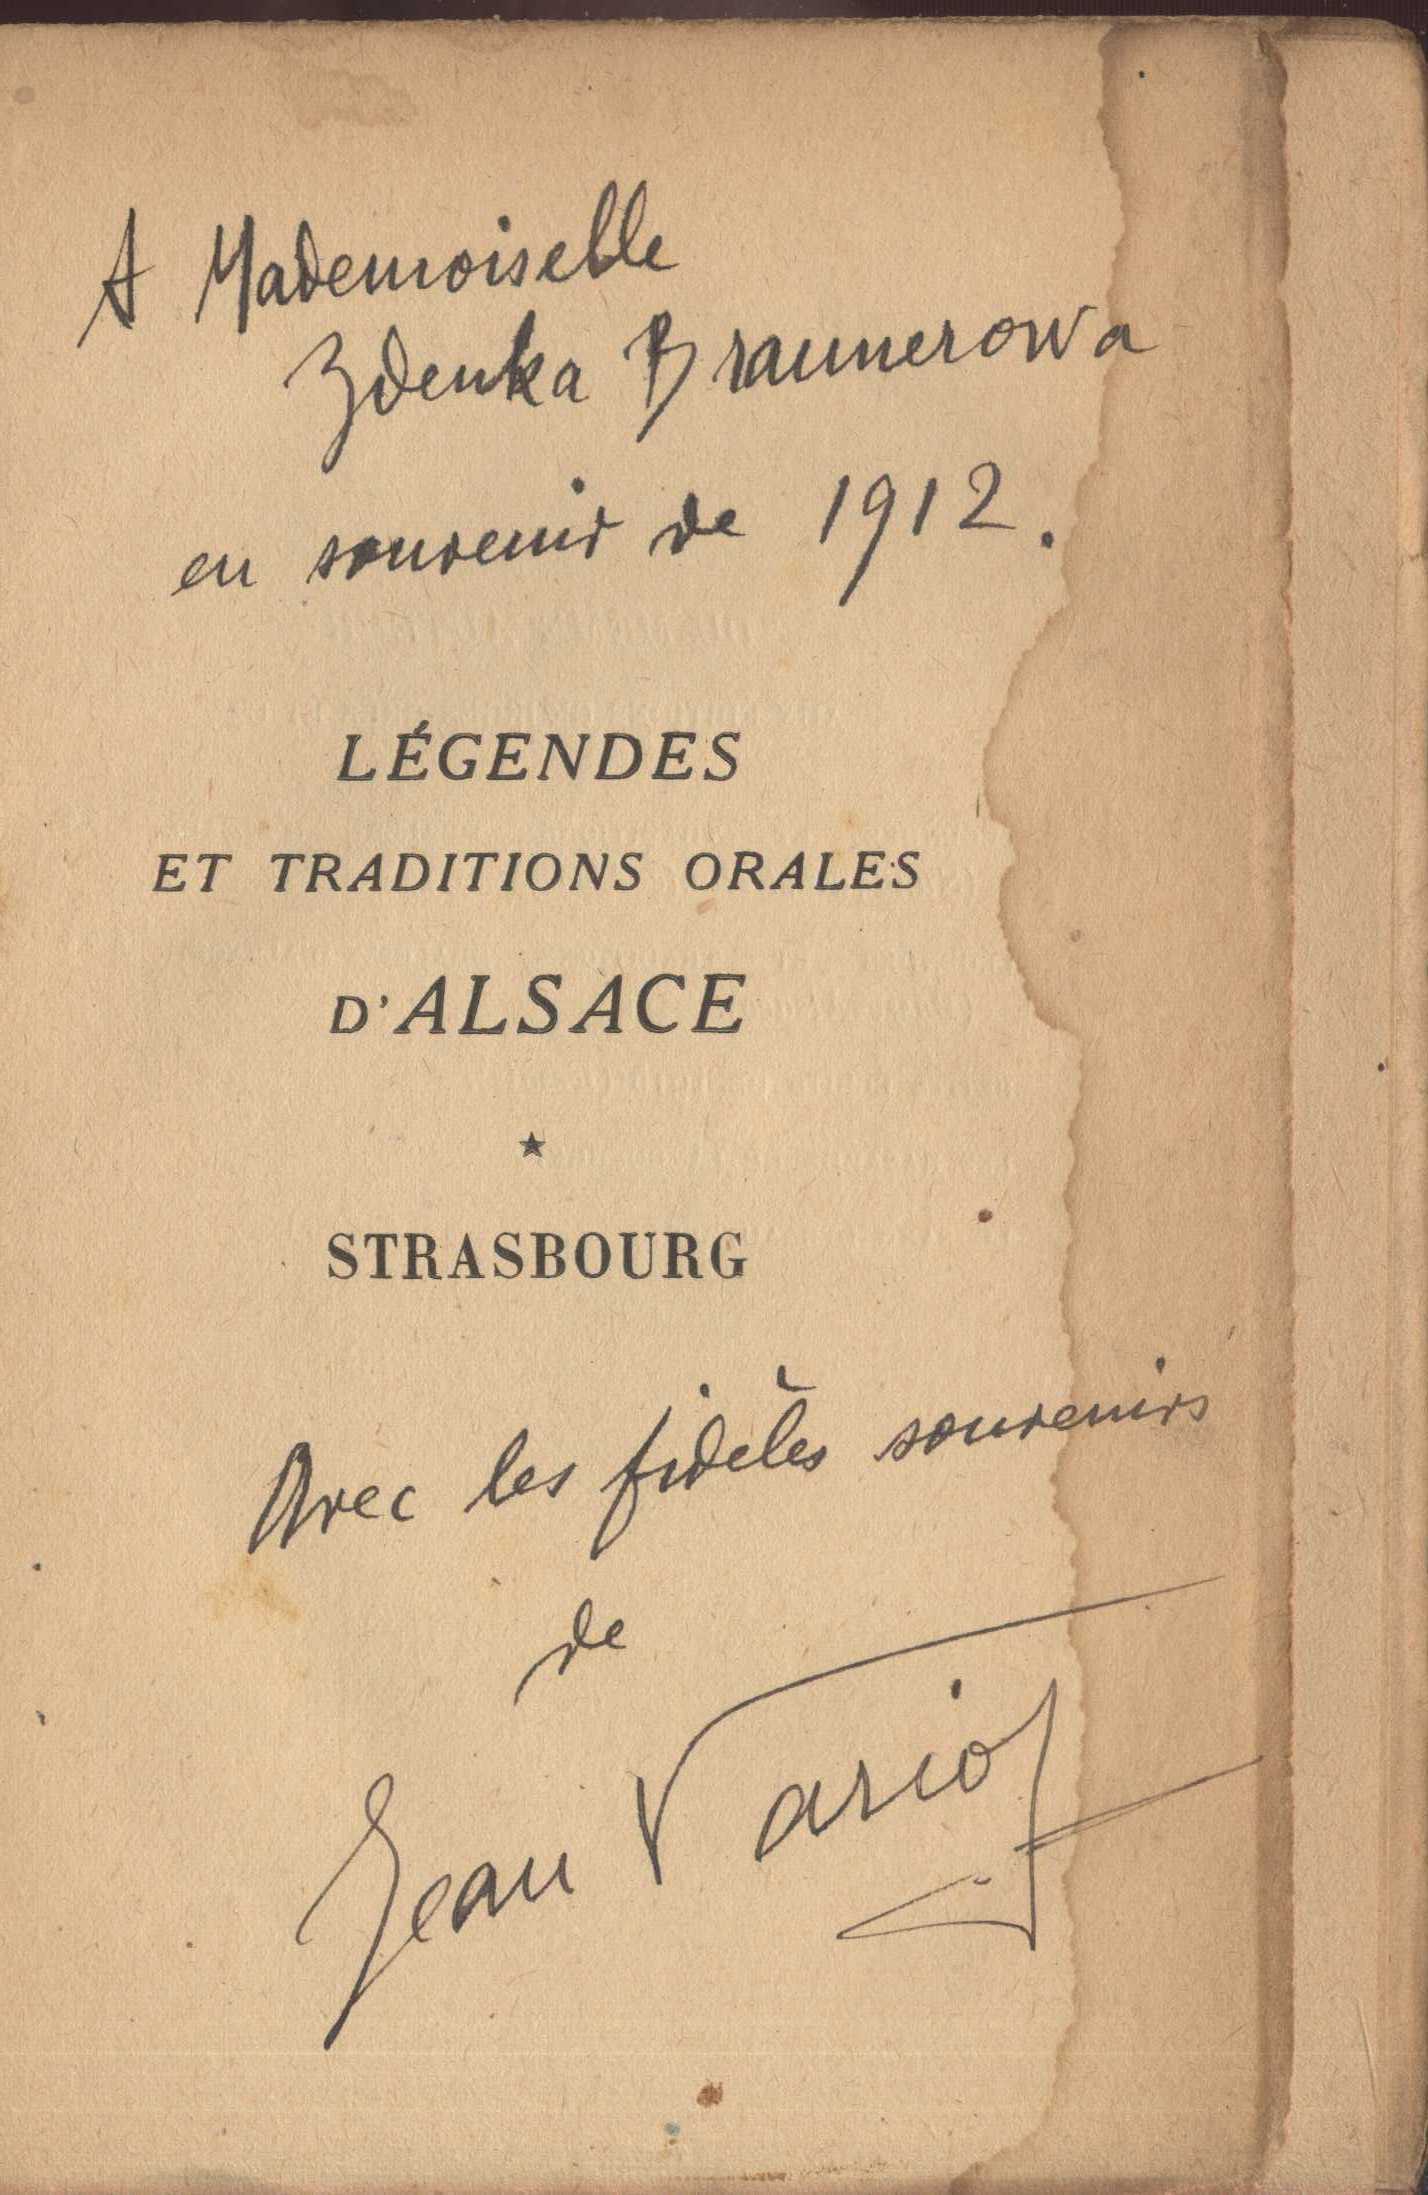 A Mademoiselle
Zdenka Braunerowa
en souvenir de 1912.
LÉGENDES
ET TRADITIONS ORALES
D'ALSACE
★
STRASBOURG
Avec les fidèles souvenirs
de
Jean Variot